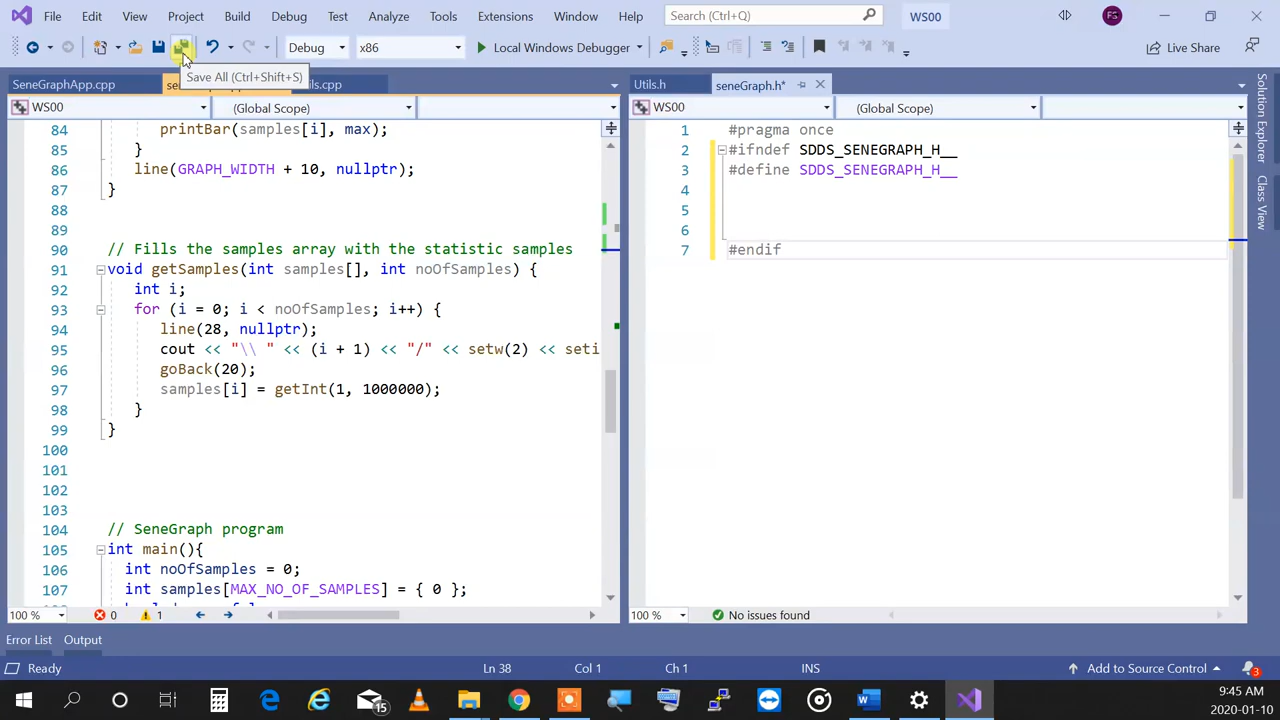 File Edit View Project Build Debug Test Analyze Tools Extensions Window Help Search (Ctrl+Q) WS00 FS
Debug x86 Local Windows Debugger Live Share
Save All (Ctrl+Shift+S)
SeneGraphApp.cpp
Utils.h seneGraph.h*
WS00 (Global Scope)
WS00 (Global Scope)
84 printBar(samples[i], max);
85 }
86 line(GRAPH_WIDTH + 10, nullptr);
87 }
88
89
90 // Fills the samples array with the statistic samples
91 void getSamples(int samples[], int noOfSamples) {
92 int i;
93 for (i = 0; i < noOfSamples; i++) {
94 line(28, nullptr);
95 cout << "\\ " << (i + 1) << "/" << setw(2) << seti
96 goBack(20);
97 samples[i] = getInt(1, 1000000);
98 }
99 }
100
101
102
103
104 // SeneGraph program
105 int main(){
106 int noOfSamples = 0;
107 int samples[MAX_NO_OF_SAMPLES] = { 0 };
1 #pragma once
2 #ifndef SDDS_SENEGRAPH_H__
3 #define SDDS_SENEGRAPH_H__
4
5
6
7 #endif
Solution Explorer
Class View
100 % 0 1
100 % No issues found
Error List Output
Ready Ln 38 Col 1 Ch 1 INS Add to Source Control 3
15
9:45 AM
2020-01-10